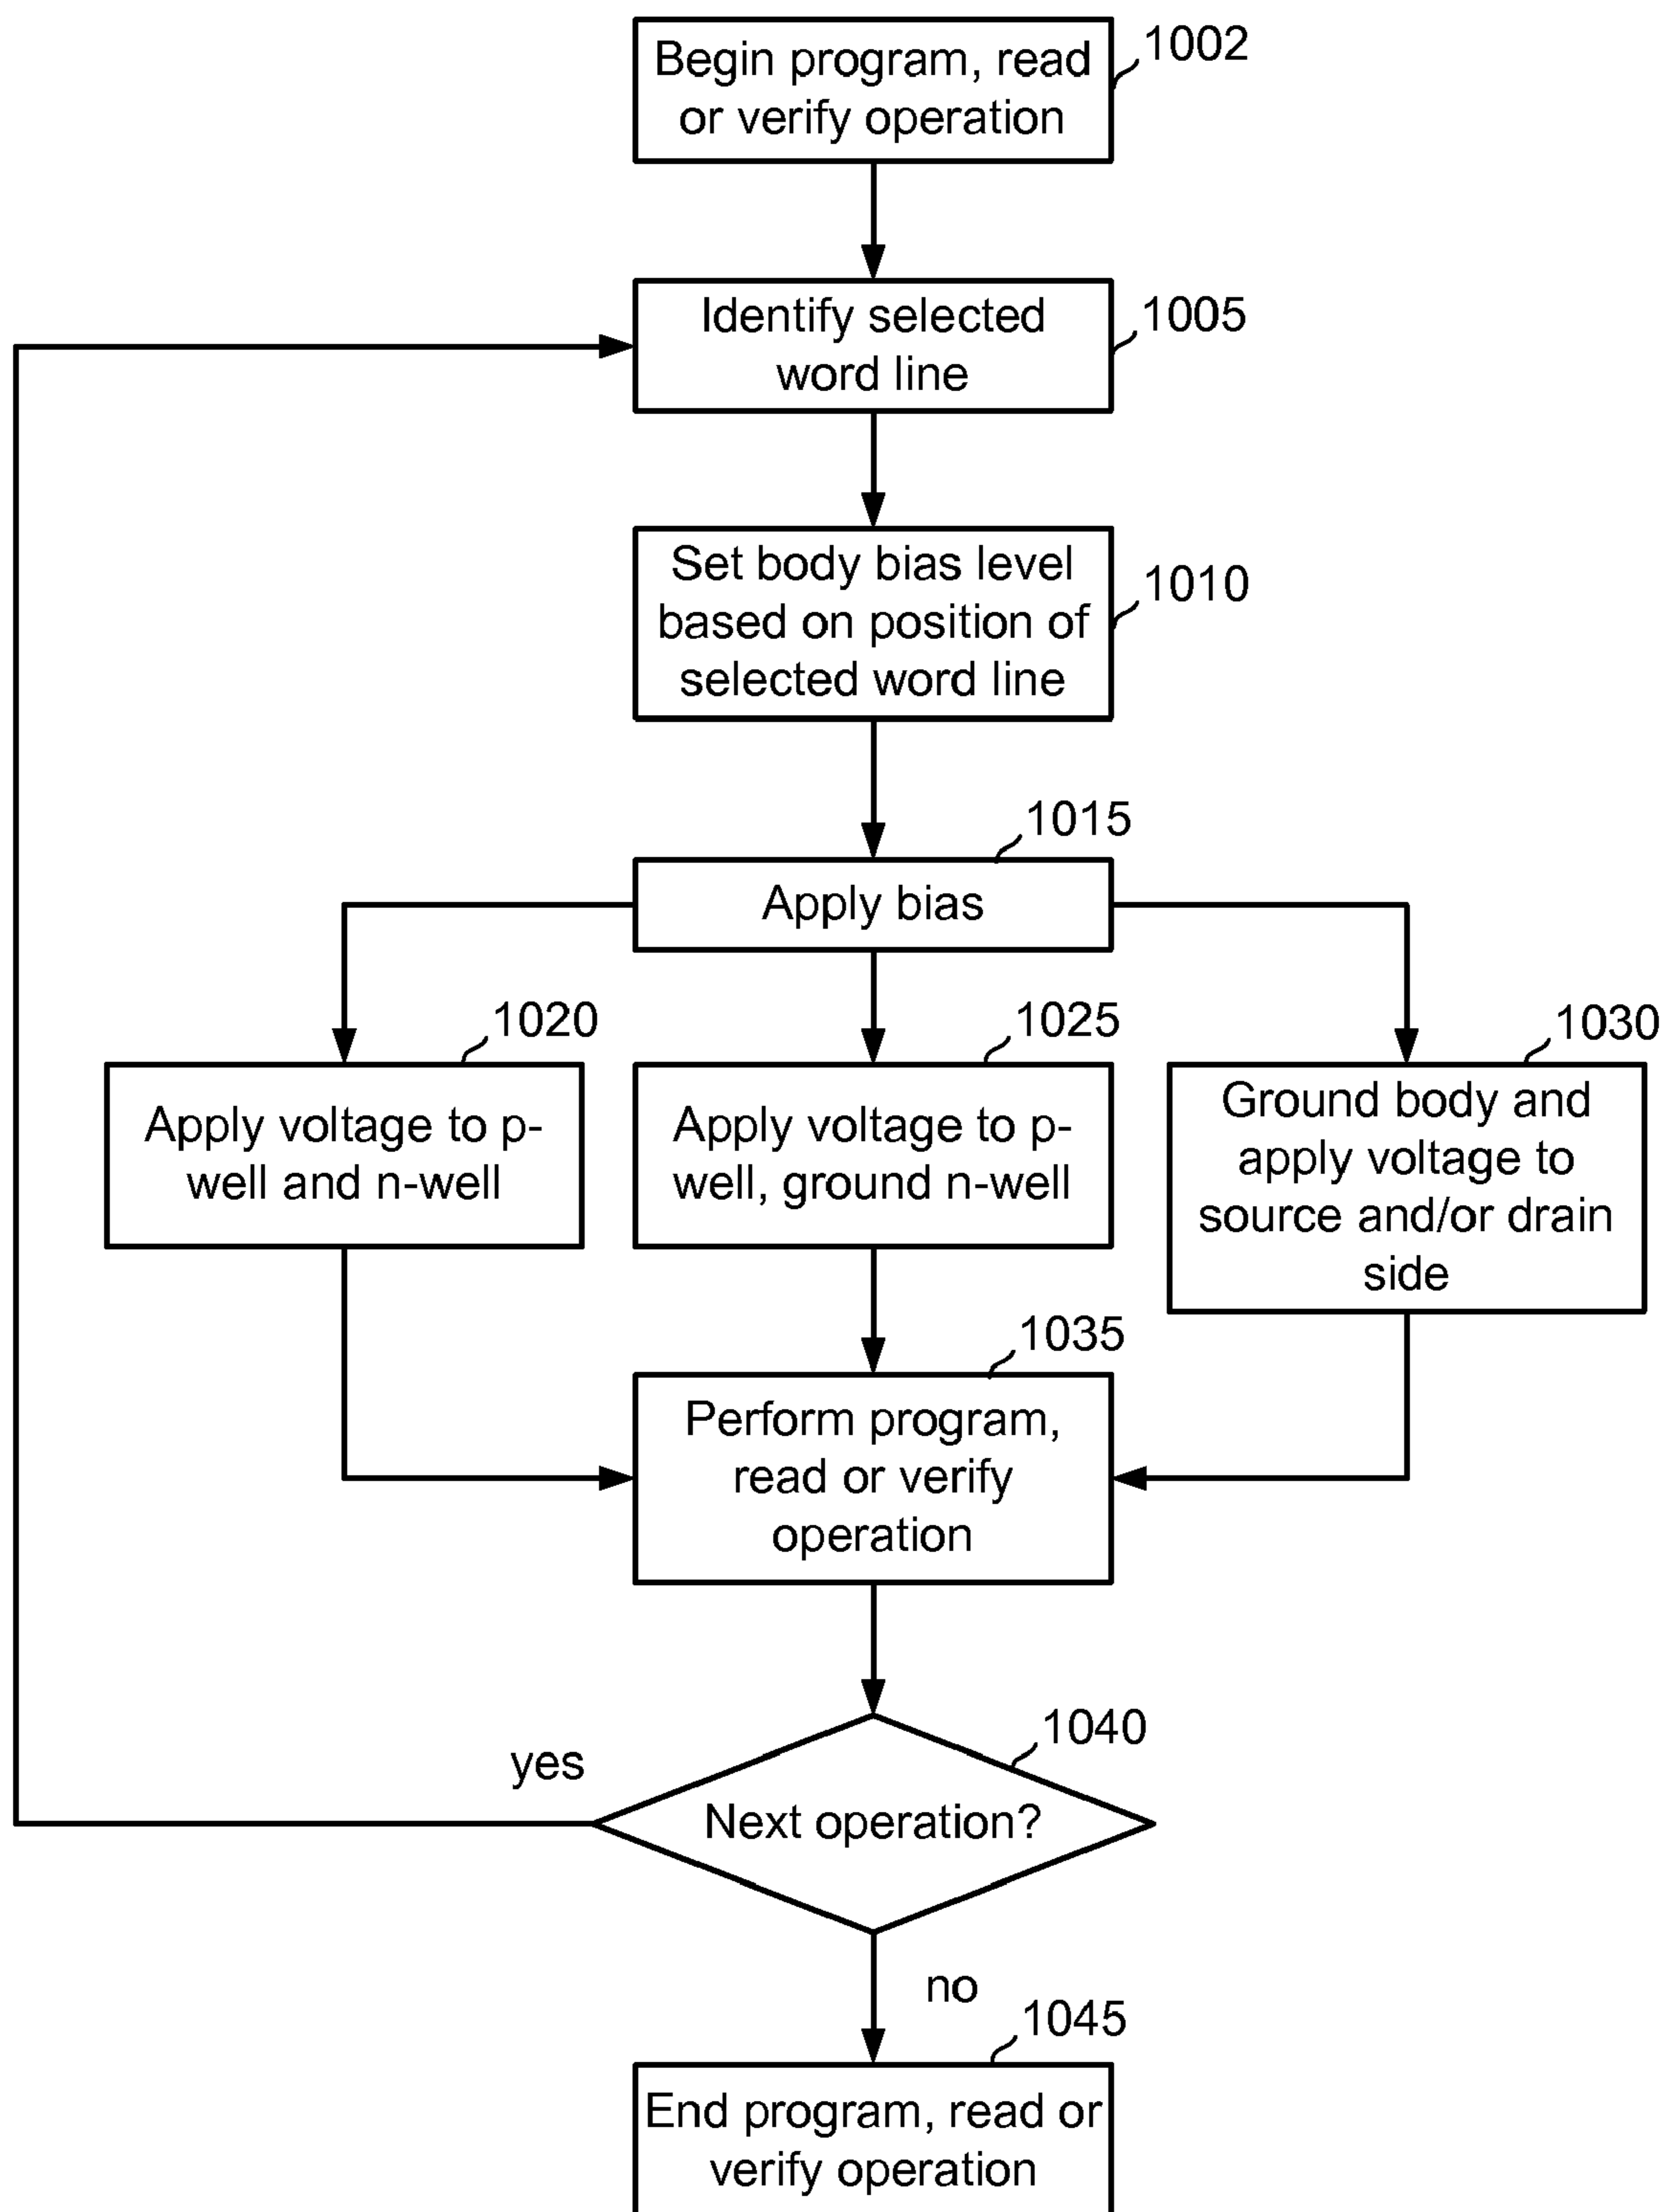 Begin program, read
or verify operation
1002
Identify selected
word line
1005
Set body bias level
based on position of
selected word line
1010
1015
Apply bias
1020
Apply voltage to p-
well and n-well
1025
Apply voltage to p-
well, ground n-well
1030
Ground body and
apply voltage to
source and/or drain
side
1035
Perform program,
read or verify
operation
1040
yes
Next operation?
no
1045
End program, read or
verify operation